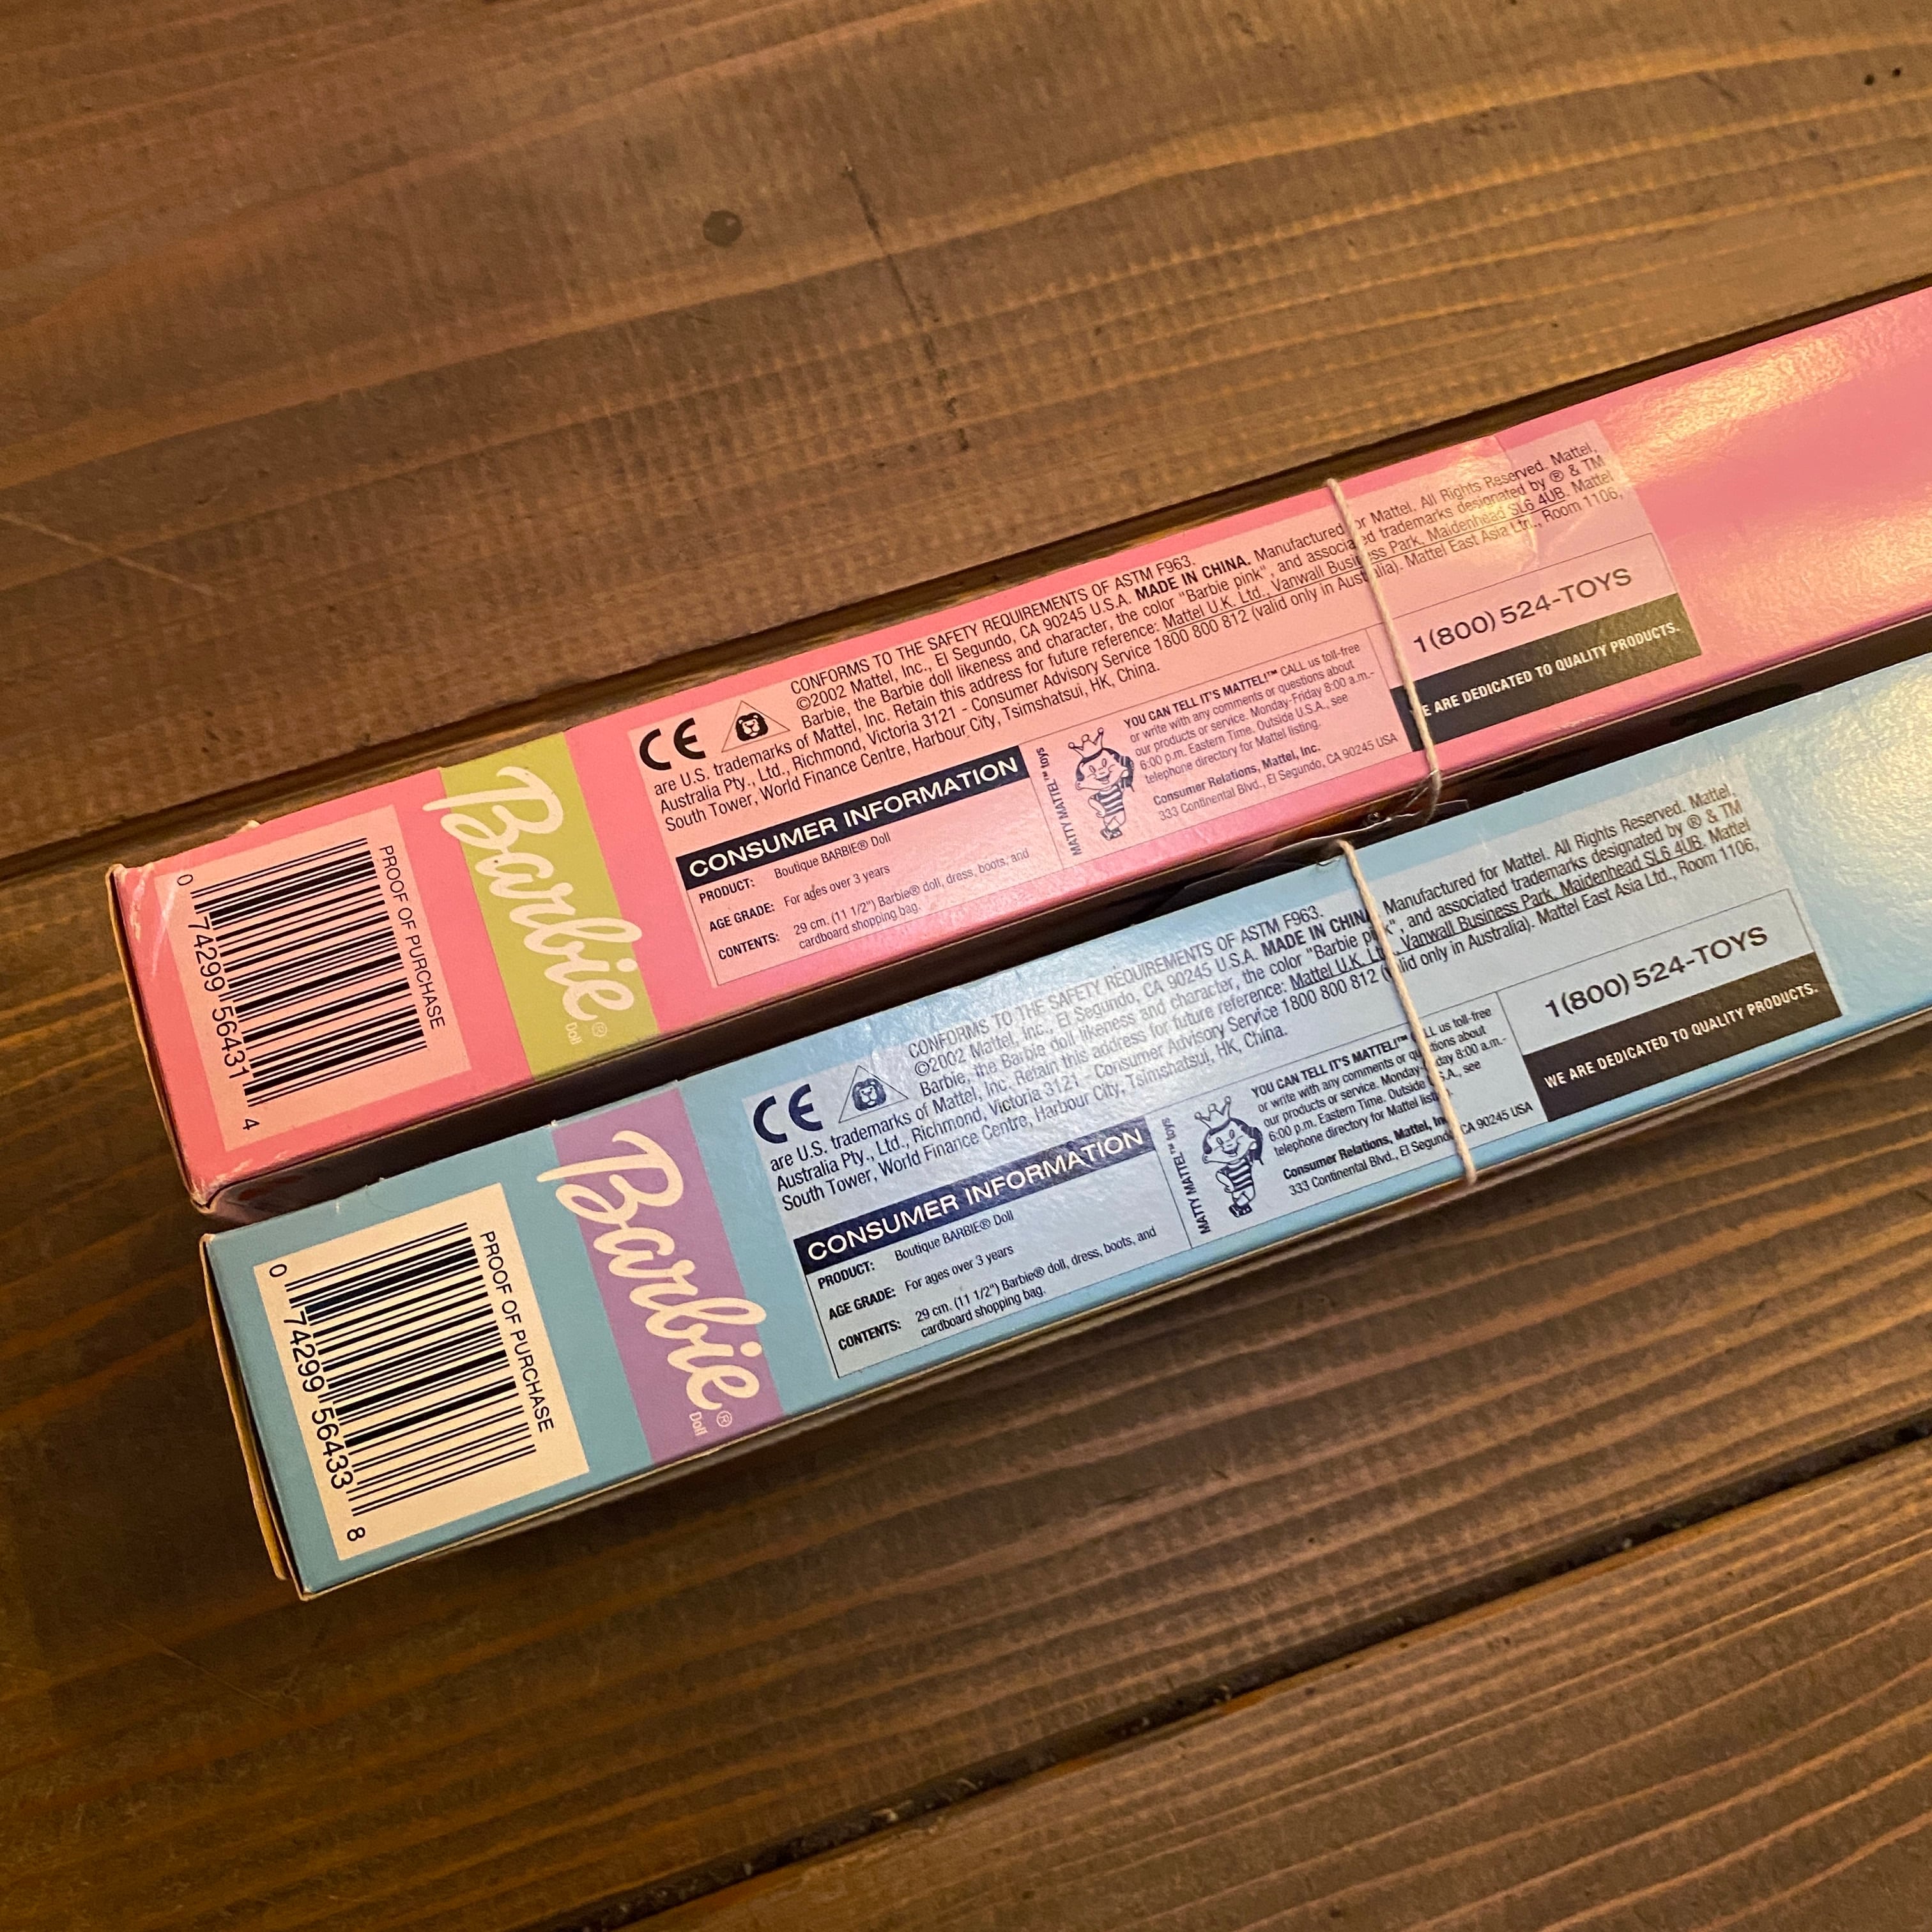 0 74299 56431 4
PROOF OF PURCHASE
Barbie®
Doll
CE
CONFORMS TO THE SAFETY REQUIREMENTS OF ASTM F963.
©2002 Mattel, Inc., El Segundo, CA 90245 U.S.A. MADE IN CHINA. Manufactured for Mattel. All Rights Reserved. Mattel,
Barbie, the Barbie doll likeness and character, the color "Barbie pink", and associated trademarks designated by ® & TM
are U.S. trademarks of Mattel, Inc. Retain this address for future reference: Mattel U.K. Ltd., Vanwall Business Park, Maidenhead SL6 4UB. Mattel
Australia Pty., Ltd., Richmond, Victoria 3121 - Consumer Advisory Service 1800 800 812 (valid only in Australia). Mattel East Asia Ltd., Room 1106,
South Tower, World Finance Centre, Harbour City, Tsimshatsui, HK, China.
CONSUMER INFORMATION
PRODUCT: Boutique BARBIE® Doll
AGE GRADE: For ages over 3 years
CONTENTS: 29 cm. (11 1/2") Barbie® doll, dress, boots, and
cardboard shopping bag.
MATTY MATTEL™ toys
YOU CAN TELL IT'S MATTEL!™ CALL us toll-free
or write with any comments or questions about
our products or service. Monday-Friday 8:00 a.m.-
6:00 p.m. Eastern Time. Outside U.S.A., see
telephone directory for Mattel listing.
Consumer Relations, Mattel, Inc.
333 Continental Blvd., El Segundo, CA 90245 USA
1(800) 524-TOYS
WE ARE DEDICATED TO QUALITY PRODUCTS.
0 74299 56433 8
PROOF OF PURCHASE
Barbie®
Doll
CE
CONFORMS TO THE SAFETY REQUIREMENTS OF ASTM F963.
©2002 Mattel, Inc., El Segundo, CA 90245 U.S.A. MADE IN CHINA. Manufactured for Mattel. All Rights Reserved. Mattel,
Barbie, the Barbie doll likeness and character, the color "Barbie pink", and associated trademarks designated by ® & TM
are U.S. trademarks of Mattel, Inc. Retain this address for future reference: Mattel U.K. Ltd., Vanwall Business Park, Maidenhead SL6 4UB. Mattel
Australia Pty., Ltd., Richmond, Victoria 3121 - Consumer Advisory Service 1800 800 812 (valid only in Australia). Mattel East Asia Ltd., Room 1106,
South Tower, World Finance Centre, Harbour City, Tsimshatsui, HK, China.
CONSUMER INFORMATION
PRODUCT: Boutique BARBIE® Doll
AGE GRADE: For ages over 3 years
CONTENTS: 29 cm. (11 1/2") Barbie® doll, dress, boots, and
cardboard shopping bag.
MATTY MATTEL™ toys
YOU CAN TELL IT'S MATTEL!™ CALL us toll-free
or write with any comments or questions about
our products or service. Monday-Friday 8:00 a.m.-
6:00 p.m. Eastern Time. Outside U.S.A., see
telephone directory for Mattel listing.
Consumer Relations, Mattel, Inc.
333 Continental Blvd., El Segundo, CA 90245 USA
1(800) 524-TOYS
WE ARE DEDICATED TO QUALITY PRODUCTS.